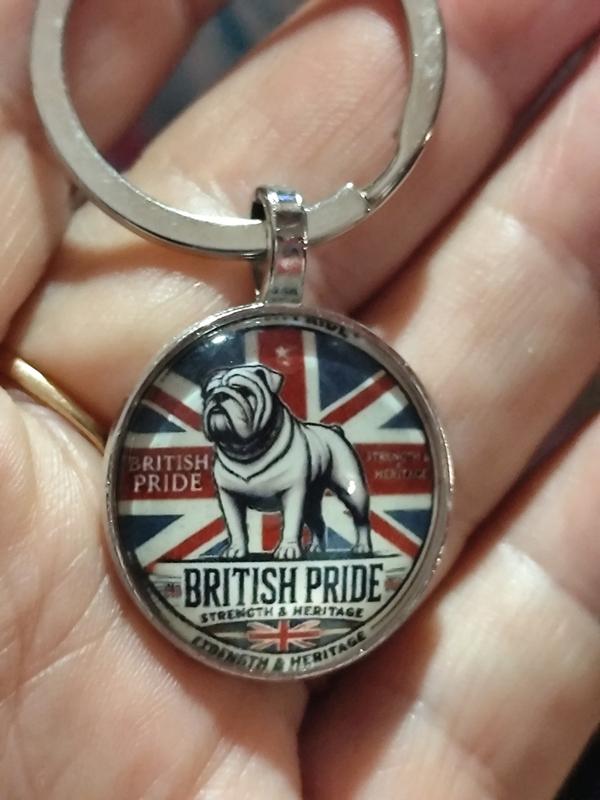 BRITISH
PRIDE
STRENGTH &
HERITAGE
BRITISH PRIDE
STRENGTH & HERITAGE
STRENGTH & HERITAGE